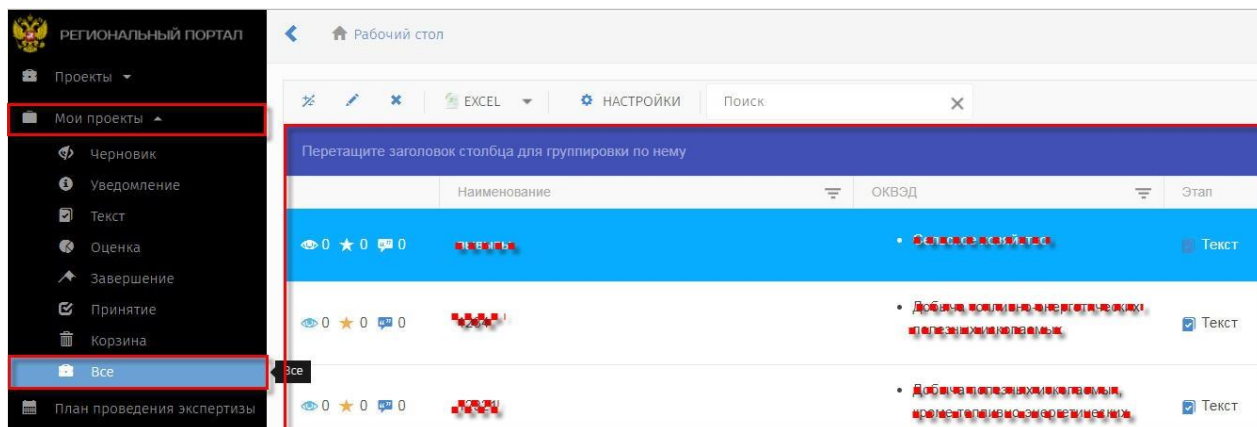 РЕГИОНАЛЬНЫЙ ПОРТАЛ
Рабочий стол
Проекты
EXCEL НАСТРОЙКИ Поиск
Мои проекты
Перетащите заголовок столбца для группировки по нему
Черновик
Уведомление
Наименование ОКВЭД Этап
Текст
Оценка
0 0 0 Текст
Завершение
Принятие
0 0 0 Текст
Корзина
Все Все
План проведения экспертизы
0 0 0 Текст